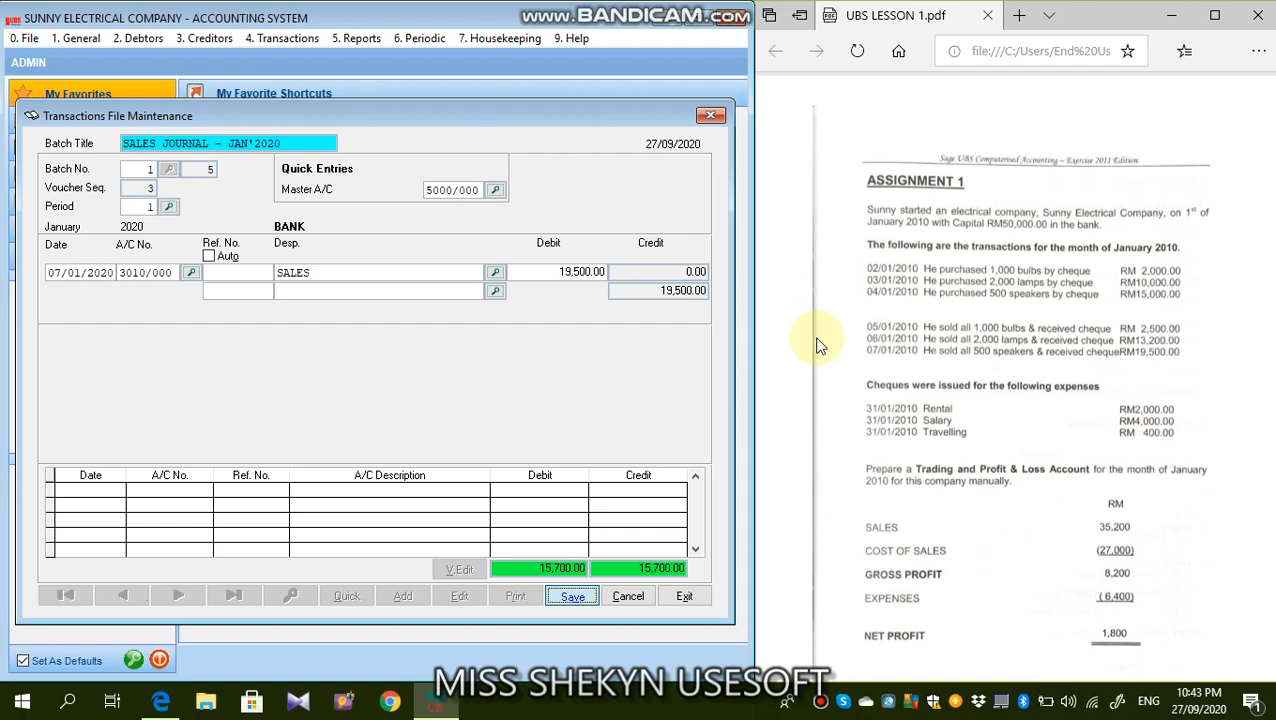 SUNNY ELECTRICAL COMPANY - ACCOUNTING SYSTEM
www.BANDICAM.com
0. File 1. General 2. Debtors 3. Creditors 4. Transactions 5. Reports 6. Periodic 7. Housekeeping 9. Help
ADMIN
My Favorites
My Favorite Shortcuts
Transactions File Maintenance
Batch Title SALES JOURNAL - JAN'2020 27/09/2020
Batch No. 1 5 Quick Entries
Voucher Seq. 3 Master A/C 5000/000
Period 1
January 2020 BANK
Date A/C No. Ref. No. Desp. Debit Credit
Auto
07/01/2020 3010/000 SALES 19,500.00 0.00
19,500.00
Date A/C No. Ref. No. A/C Description Debit Credit
V.Edit 15,700.00 15,700.00
Quick Add Edit Print Save Cancel Exit
Set As Defaults
UBS LESSON 1.pdf
file:///C:/Users/End%20Us
Sage UBS Computerised Accounting – Exercise 2011 Edition
ASSIGNMENT 1
Sunny started an electrical company, Sunny Electrical Company, on 1st of
January 2010 with Capital RM50,000.00 in the bank.
The following are the transactions for the month of January 2010.
02/01/2010 He purchased 1,000 bulbs by cheque RM 2,000.00
03/01/2010 He purchased 2,000 lamps by cheque RM10,000.00
04/01/2010 He purchased 500 speakers by cheque RM15,000.00
05/01/2010 He sold all 1,000 bulbs & received cheque RM 2,500.00
06/01/2010 He sold all 2,000 lamps & received cheque RM13,200.00
07/01/2010 He sold all 500 speakers & received chequeRM19,500.00
Cheques were issued for the following expenses
31/01/2010 Rental RM2,000.00
31/01/2010 Salary RM4,000.00
31/01/2010 Travelling RM 400.00
Prepare a Trading and Profit & Loss Account for the month of January
2010 for this company manually.
RM
SALES 35,200
COST OF SALES (27,000)
GROSS PROFIT 8,200
EXPENSES ( 6,400)
NET PROFIT 1,800
MISS SHEKYN USESOFT
ENG
10:43 PM
27/09/2020